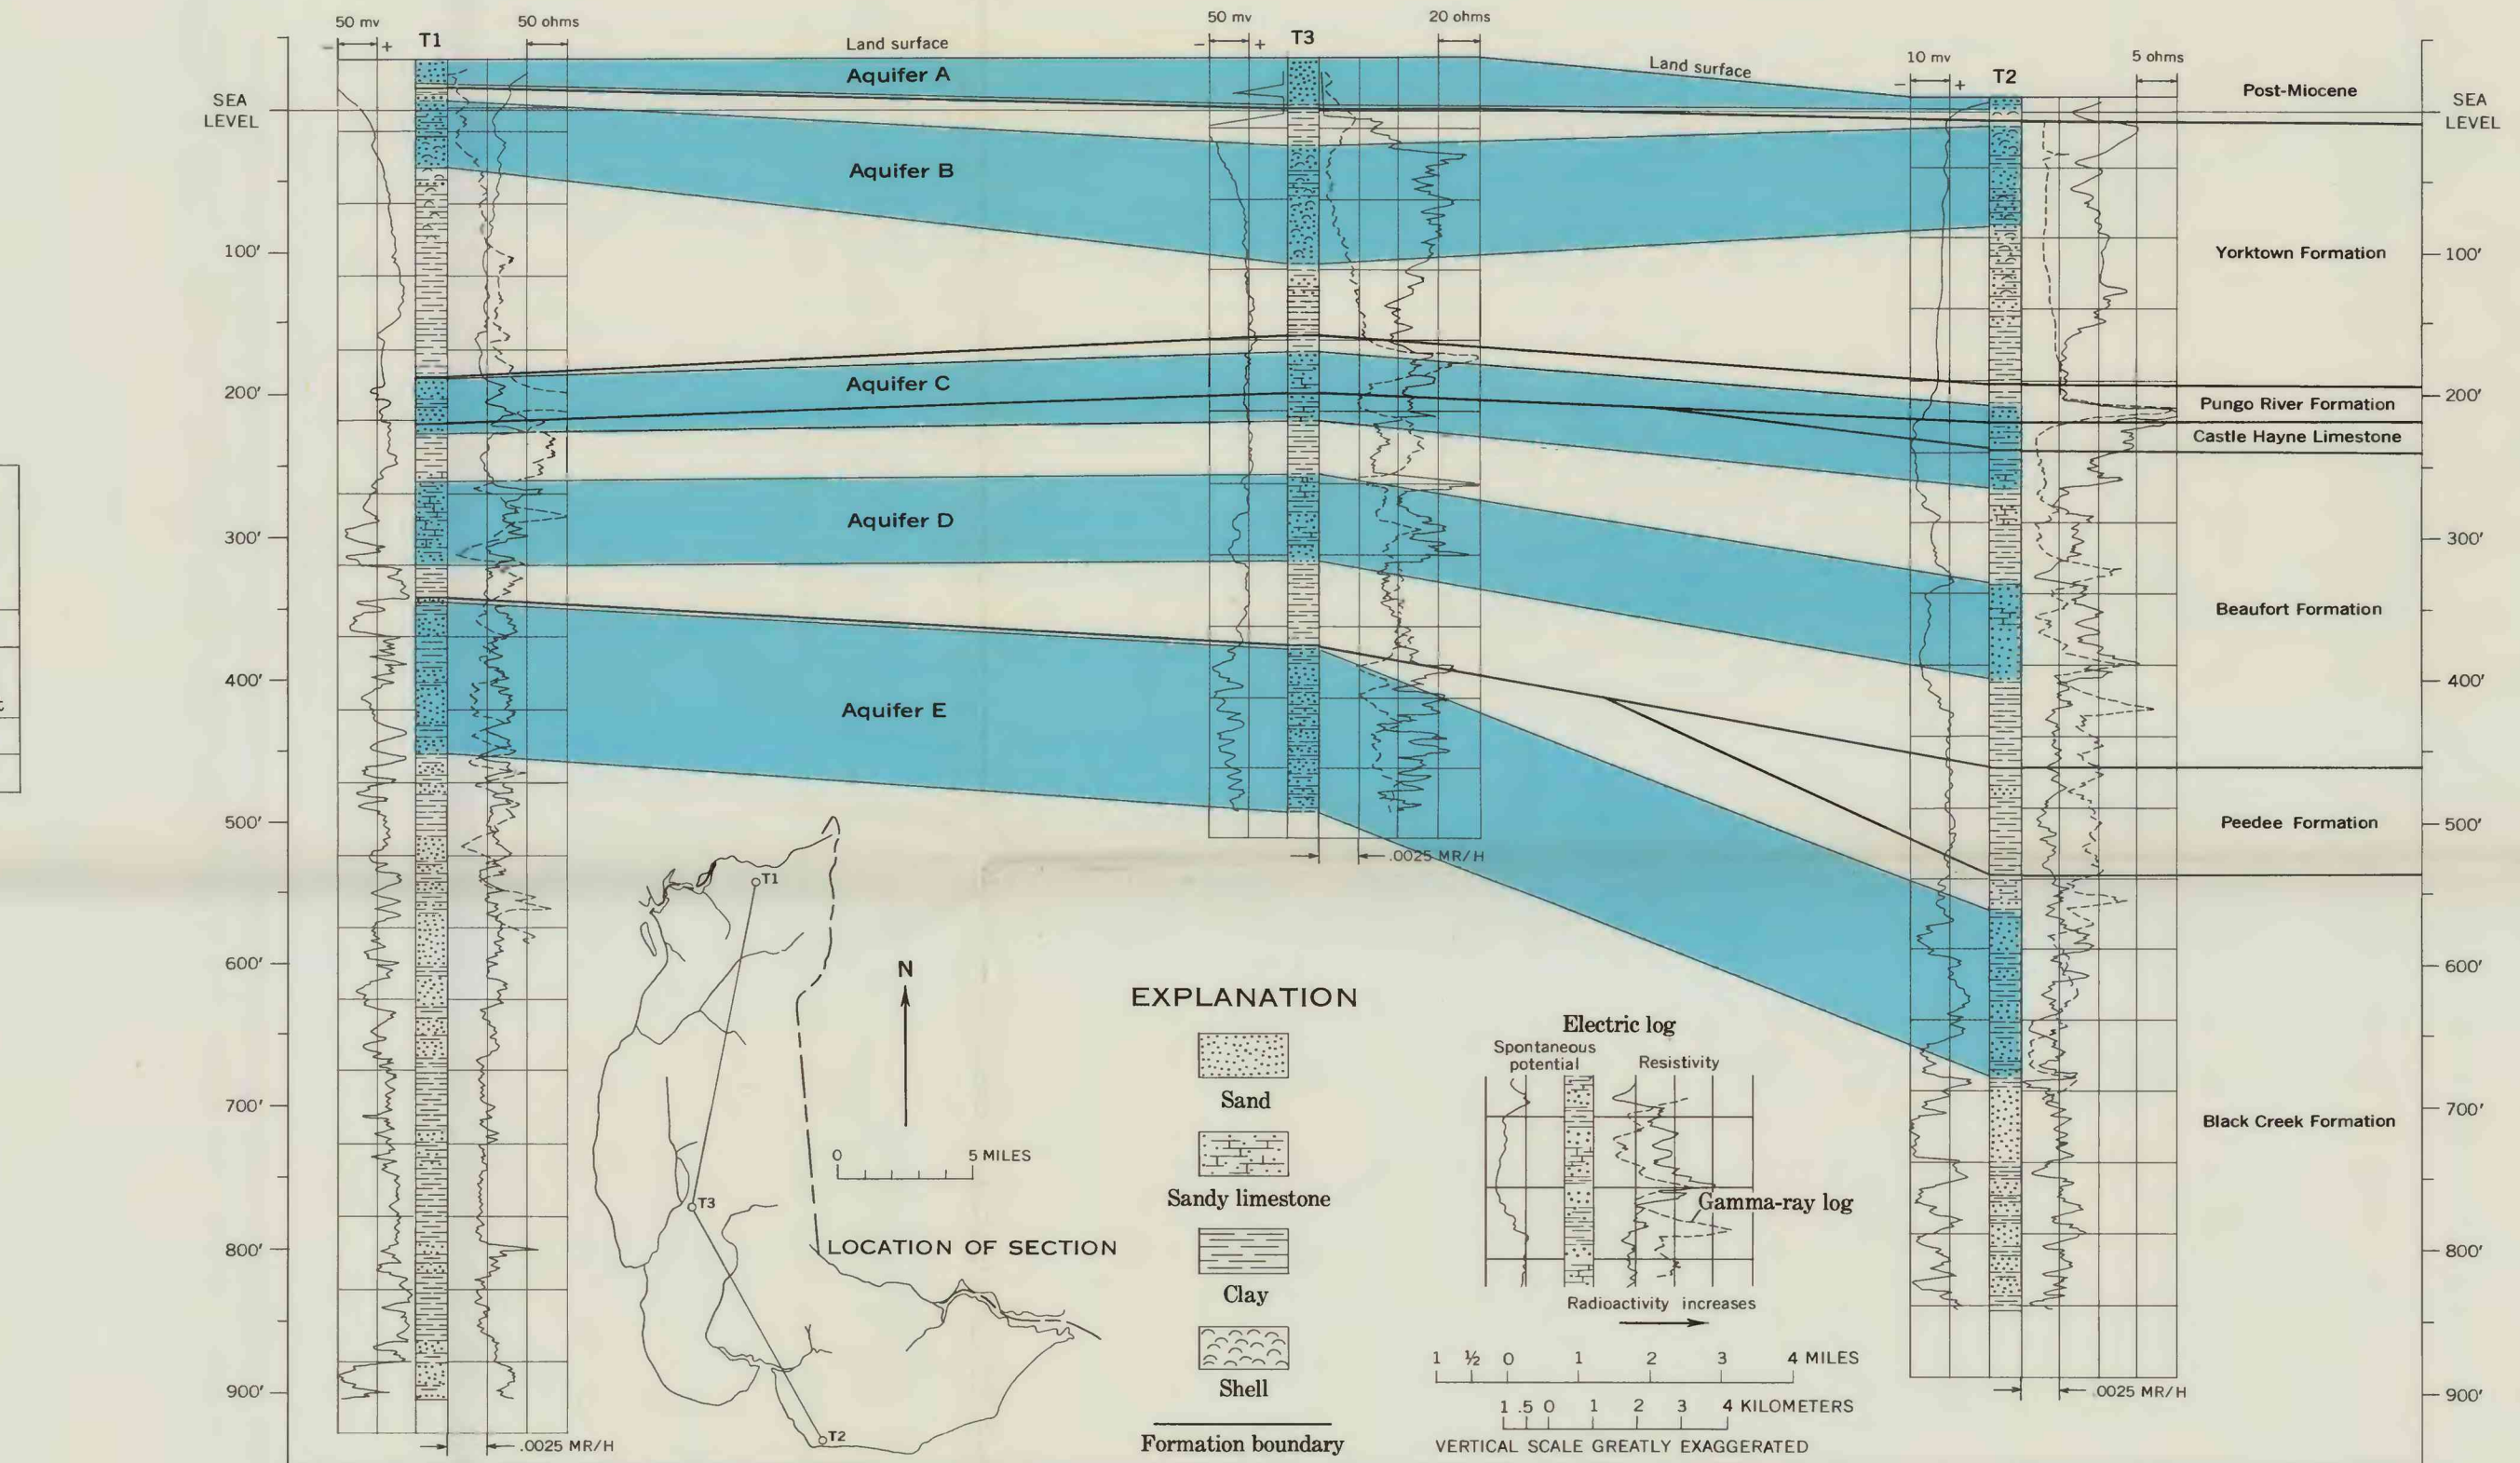 50 mv
50 ohms
- +
T1
Land surface
50 mv
20 ohms
- +
T3
Land surface
10 mv
5 ohms
- +
T2
Aquifer A
Post-Miocene
SEA
LEVEL
SEA
LEVEL
Aquifer B
100'
Yorktown Formation
100'
Aquifer C
200'
Pungo River Formation
200'
Castle Hayne Limestone
Aquifer D
300'
300'
Beaufort Formation
400'
400'
Aquifer E
500'
Peedee Formation
500'
.0025 MR/H
600'
600'
700'
Black Creek Formation
700'
800'
800'
900'
900'
.0025 MR/H
.0025 MR/H
T1
T3
T2
N
0 5 MILES
LOCATION OF SECTION
EXPLANATION
Sand
Sandy limestone
Clay
Shell
Formation boundary
Electric log
Spontaneous
potential
Resistivity
Gamma-ray log
Radioactivity increases
1 ½ 0 1 2 3 4 MILES
1 .5 0 1 2 3 4 KILOMETERS
VERTICAL SCALE GREATLY EXAGGERATED